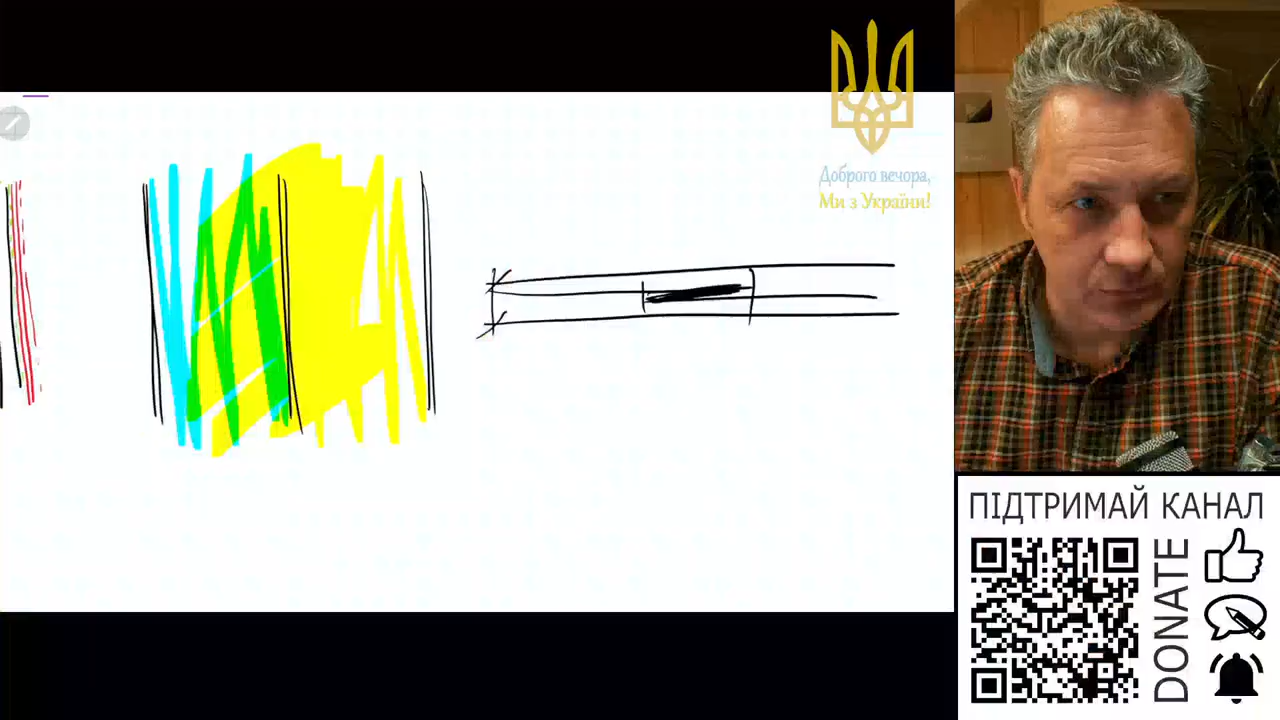 Доброго вечора,
Ми з України!
ПІДТРИМАЙ КАНАЛ
DONATE